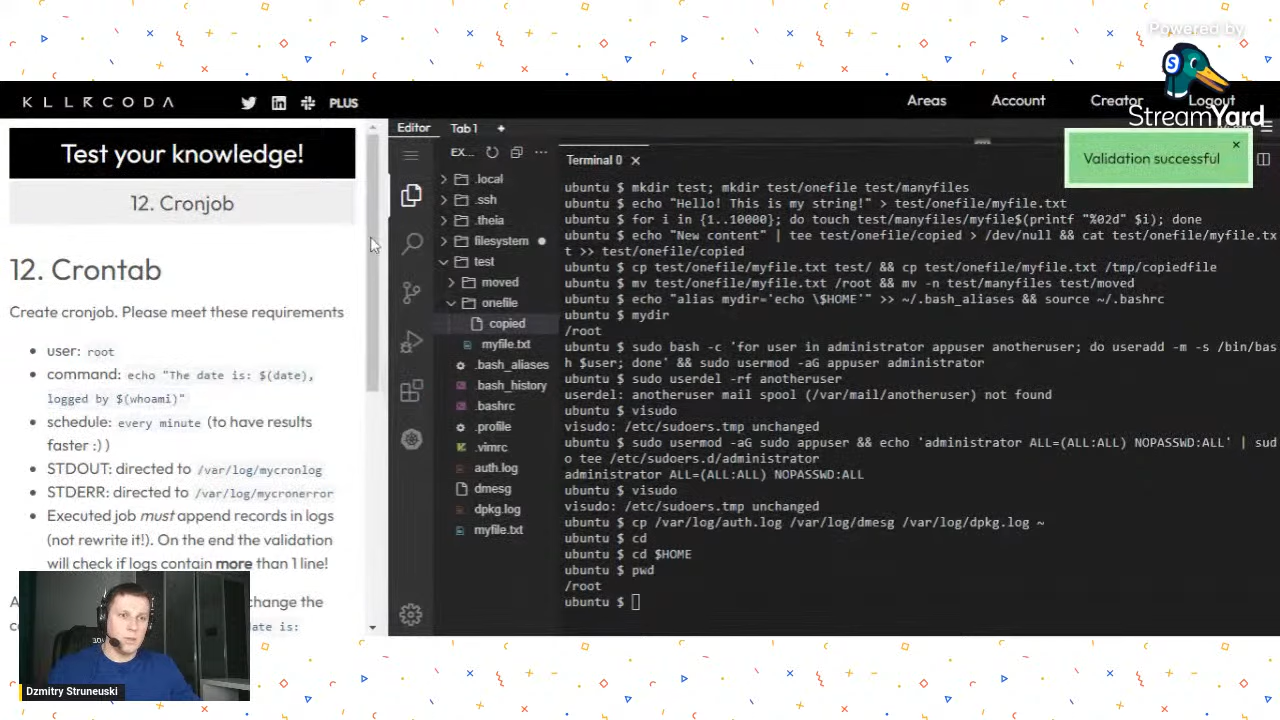 Powered by
StreamYard
KLLRCODA
PLUS
Areas
Account
Creator
Logout
Validation successful
×
Test your knowledge!
12. Cronjob
12. Crontab
Create cronjob. Please meet these requirements
user: root
command: echo "The date is: $(date),
logged by $(whoami)"
schedule: every minute (to have results
faster :) )
STDOUT: directed to /var/log/mycronlog
STDERR: directed to /var/log/mycronerror
Executed job must append records in logs
(not rewrite it!). On the end the validation
will check if logs contain more than 1 line!
change the
date is:
Dzmitry Struneuski
Editor
Tab 1
+
EX...
...
.local
.ssh
.theia
filesystem
test
moved
onefile
copied
myfile.txt
.bash_aliases
.bash_history
.bashrc
.profile
.vimrc
auth.log
dmesg
dpkg.log
myfile.txt
Terminal 0 ×
ubuntu $ mkdir test; mkdir test/onefile test/manyfiles
ubuntu $ echo "Hello! This is my string!" > test/onefile/myfile.txt
ubuntu $ for i in {1..10000}; do touch test/manyfiles/myfile$(printf "%02d" $i); done
ubuntu $ echo "New content" | tee test/onefile/copied > /dev/null && cat test/onefile/myfile.tx
t >> test/onefile/copied
ubuntu $ cp test/onefile/myfile.txt test/ && cp test/onefile/myfile.txt /tmp/copiedfile
ubuntu $ mv test/onefile/myfile.txt /root && mv -n test/manyfiles test/moved
ubuntu $ echo "alias mydir='echo \$HOME'" >> ~/.bash_aliases && source ~/.bashrc
ubuntu $ mydir
/root
ubuntu $ sudo bash -c 'for user in administrator appuser anotheruser; do useradd -m -s /bin/bas
h $user; done' && sudo usermod -aG appuser administrator
ubuntu $ sudo userdel -rf anotheruser
userdel: anotheruser mail spool (/var/mail/anotheruser) not found
ubuntu $ visudo
visudo: /etc/sudoers.tmp unchanged
ubuntu $ sudo usermod -aG sudo appuser && echo 'administrator ALL=(ALL:ALL) NOPASSWD:ALL' | sud
o tee /etc/sudoers.d/administrator
administrator ALL=(ALL:ALL) NOPASSWD:ALL
ubuntu $ visudo
visudo: /etc/sudoers.tmp unchanged
ubuntu $ cp /var/log/auth.log /var/log/dmesg /var/log/dpkg.log ~
ubuntu $ cd
ubuntu $ cd $HOME
ubuntu $ pwd
/root
ubuntu $